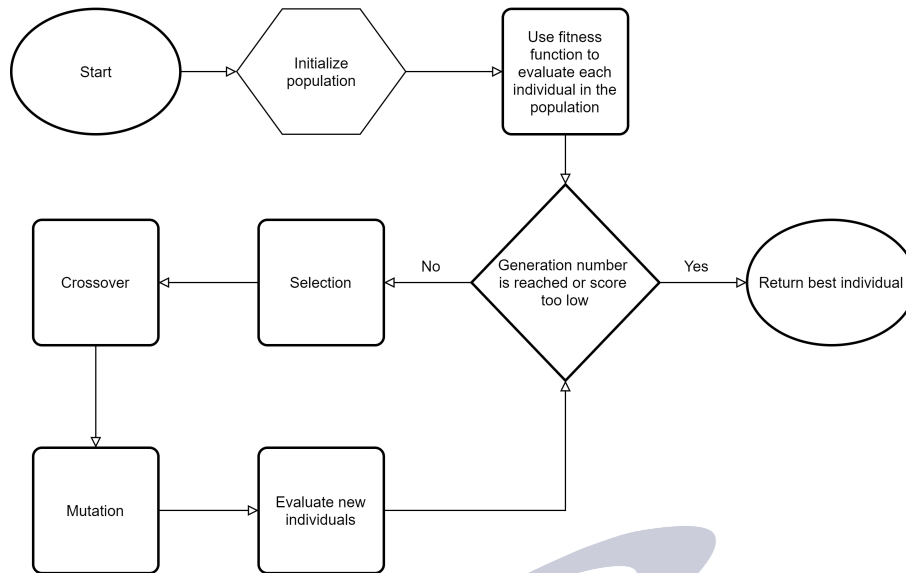 Start
Initialize
population
Use fitness
function to
evaluate each
individual in the
population
Crossover
Selection
No
Generation number
is reached or score
too low
Yes
Return best individual
Mutation
Evaluate new
individuals